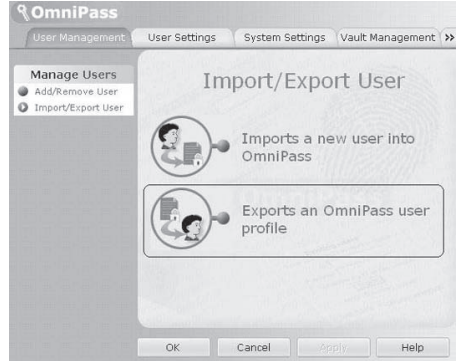 OmniPass
User Management
User Settings
System Settings
Vault Management
Manage Users
Add/Remove User
Import/Export User
Import/Export User
Imports a new user into
OmniPass
Exports an OmniPass user
profile
OK
Cancel
Apply
Help